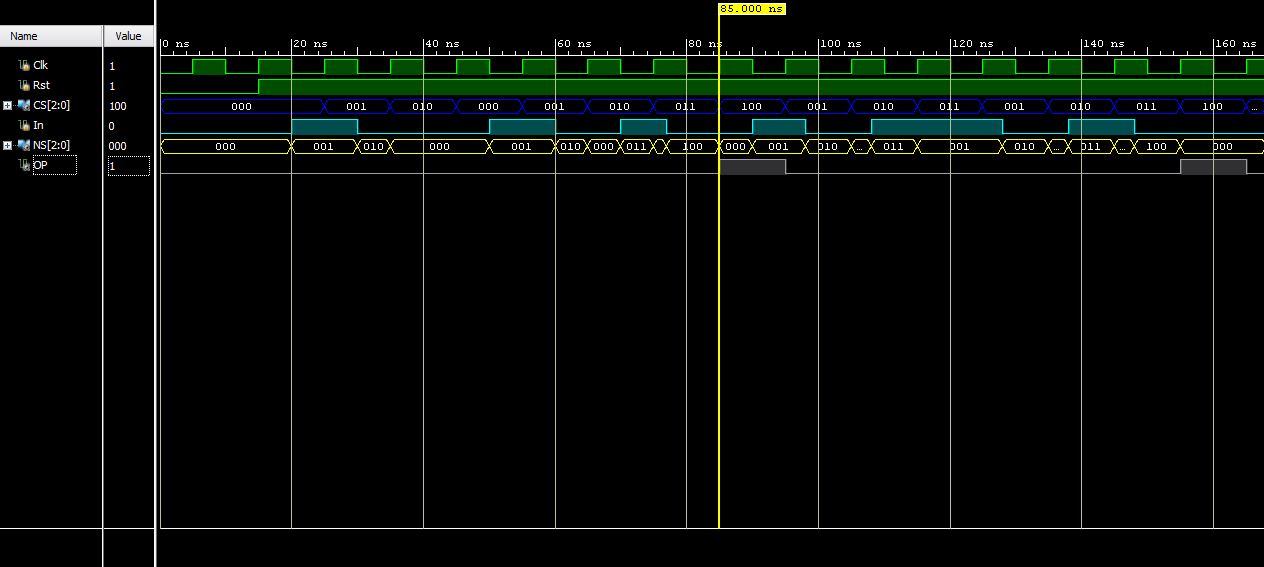 85.000 ns
Name Value
0 ns 20 ns 40 ns 60 ns 80 ns 100 ns 120 ns 140 ns 160 ns
Clk 1
Rst 1
CS[2:0] 100 000 001 010 000 001 010 011 100 001 010 011 001 010 011 100 ...
In 0
NS[2:0] 000 000 001 010 000 001 010 000 011 100 000 001 010 ... 011 001 010 ... 011 ... 100 000
OP 1